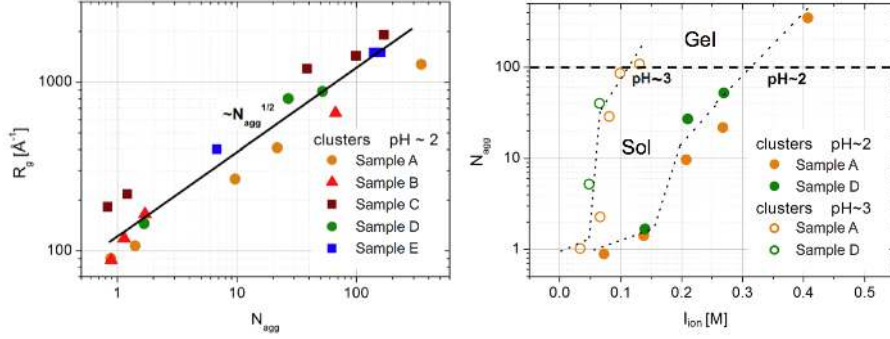 1000
100
R_g [Å⁻¹]
~N_agg^1/2
clusters pH ~ 2
Sample A
Sample B
Sample C
Sample D
Sample E
1 10 100
N_agg
100
10
1
N_agg
Gel
pH~3 pH~2
Sol
clusters pH~2
Sample A
Sample D
clusters pH~3
Sample A
Sample D
0.0 0.1 0.2 0.3 0.4 0.5
I_ion [M]